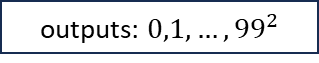 outputs: 0,1, … , 99²